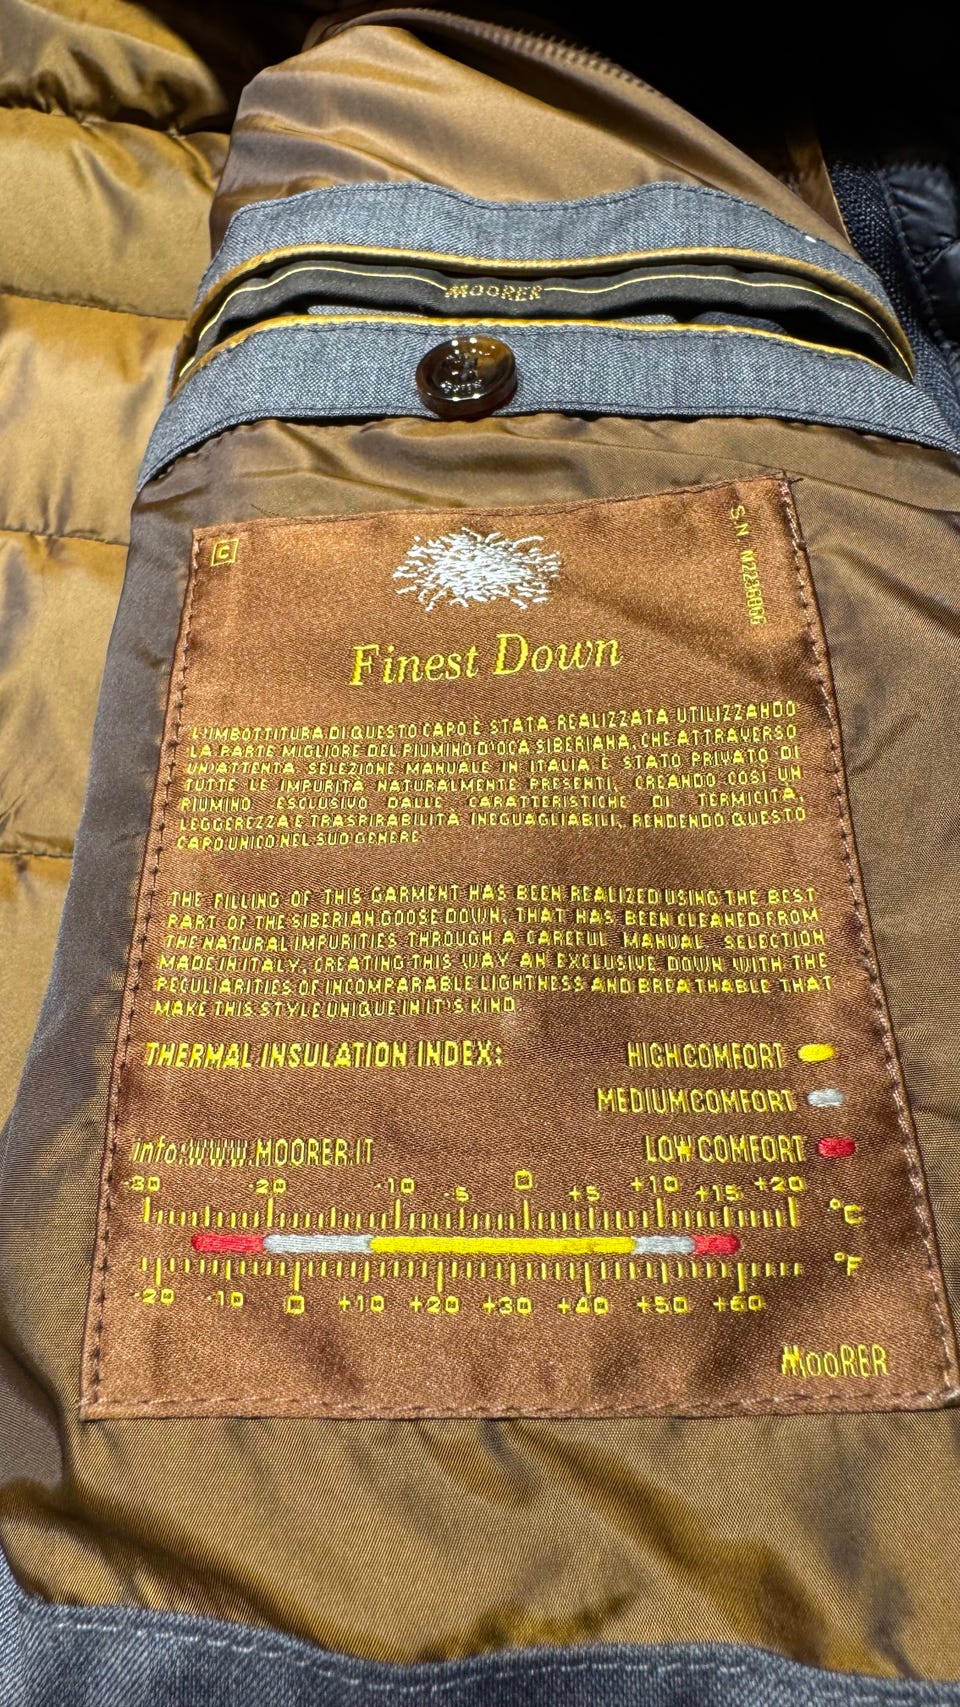 MOORER
C
S.N M2236066
Finest Down
L'IMBOTTITURA DI QUESTO CAPO È STATA REALIZZATA UTILIZZANDO
LA PARTE MIGLIORE DEL PIUMINO D'OCA SIBERIANA, CHE ATTRAVERSO
UN'ATTENTA SELEZIONE MANUALE IN ITALIA È STATO PRIVATO DI
TUTTE LE IMPURITÀ NATURALMENTE PRESENTI, CREANDO COSÌ UN
PIUMINO ESCLUSIVO DALLE CARATTERISTICHE DI TERMICITÀ,
LEGGEREZZA E TRASPIRABILITÀ INEGUAGLIABILI, RENDENDO QUESTO
CAPO UNICO NEL SUO GENERE.
THE FILLING OF THIS GARMENT HAS BEEN REALIZED USING THE BEST
PART OF THE SIBERIAN GOOSE DOWN, THAT HAS BEEN CLEANED FROM
THE NATURAL IMPURITIES THROUGH A CAREFUL MANUAL SELECTION
MADE IN ITALY, CREATING THIS WAY AN EXCLUSIVE DOWN WITH THE
PECULIARITIES OF INCOMPARABLE LIGHTNESS AND BREATHABLE THAT
MAKE THIS STYLE UNIQUE IN IT'S KIND.
THERMAL INSULATION INDEX: HIGH COMFORT
MEDIUM COMFORT
info:www.MOORER.IT LOW COMFORT
-30 -20 -10 -5 0 +5 +10 +15 +20
°C
°F
-20 -10 0 +10 +20 +30 +40 +50 +60
MOORER